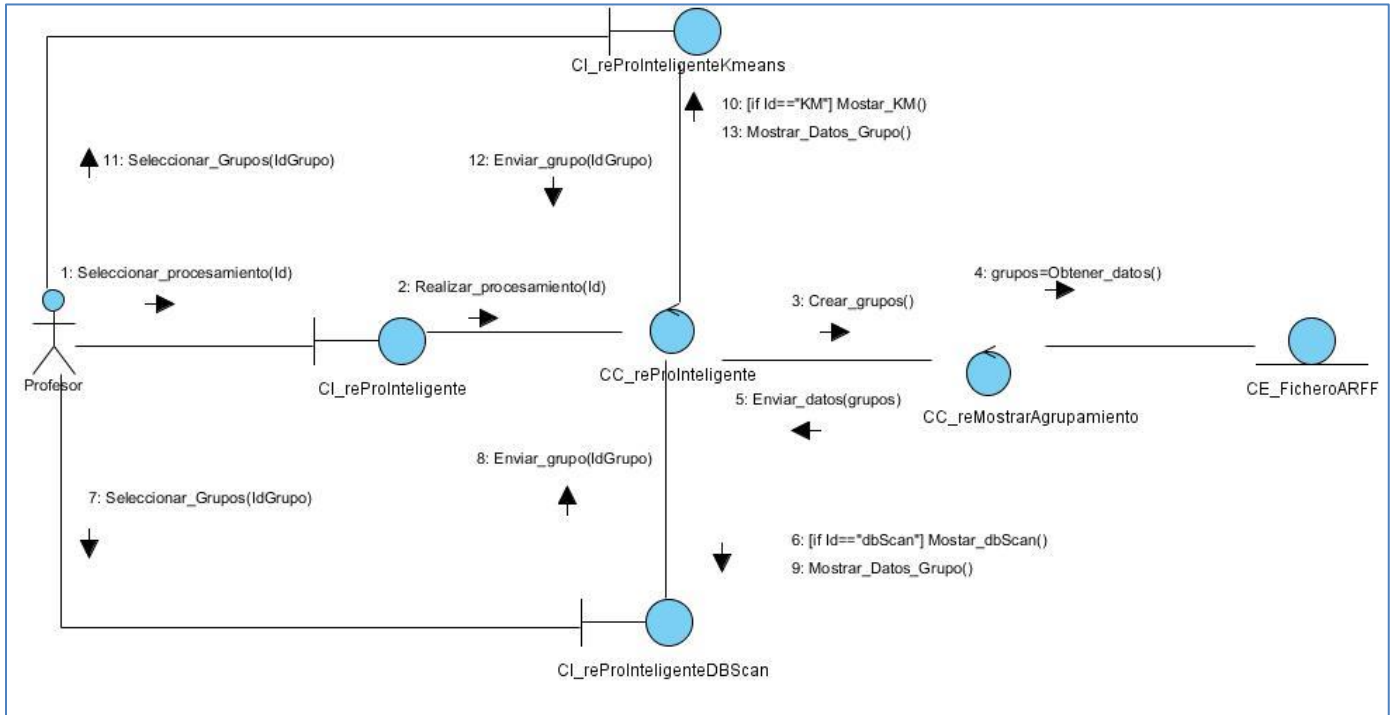 CI_reProInteligenteKmeans
10: [if Id=="KM"] Mostar_KM()
13: Mostrar_Datos_Grupo()
11: Seleccionar_Grupos(IdGrupo)
12: Enviar_grupo(IdGrupo)
1: Seleccionar_procesamiento(Id)
2: Realizar_procesamiento(Id)
3: Crear_grupos()
4: grupos=Obtener_datos()
Profesor
CI_reProInteligente
CC_reProInteligente
CC_reMostrarAgrupamiento
CE_FicheroARFF
5: Enviar_datos(grupos)
8: Enviar_grupo(IdGrupo)
7: Seleccionar_Grupos(IdGrupo)
6: [if Id=="dbScan"] Mostar_dbScan()
9: Mostrar_Datos_Grupo()
CI_reProInteligenteDBScan